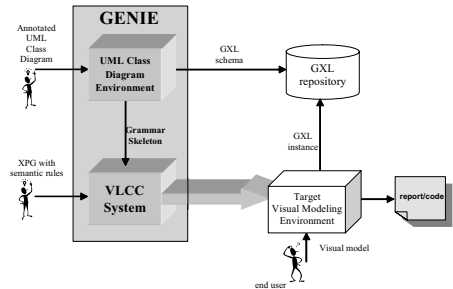 GENIE
Annotated
UML
Class
Diagram
UML Class
Diagram
Environment
GXL
schema
GXL
repository
Grammar
Skeleton
GXL
instance
XPG with
semantic rules
VLCC
System
Target
Visual Modeling
Environment
report/code
Visual model
end user